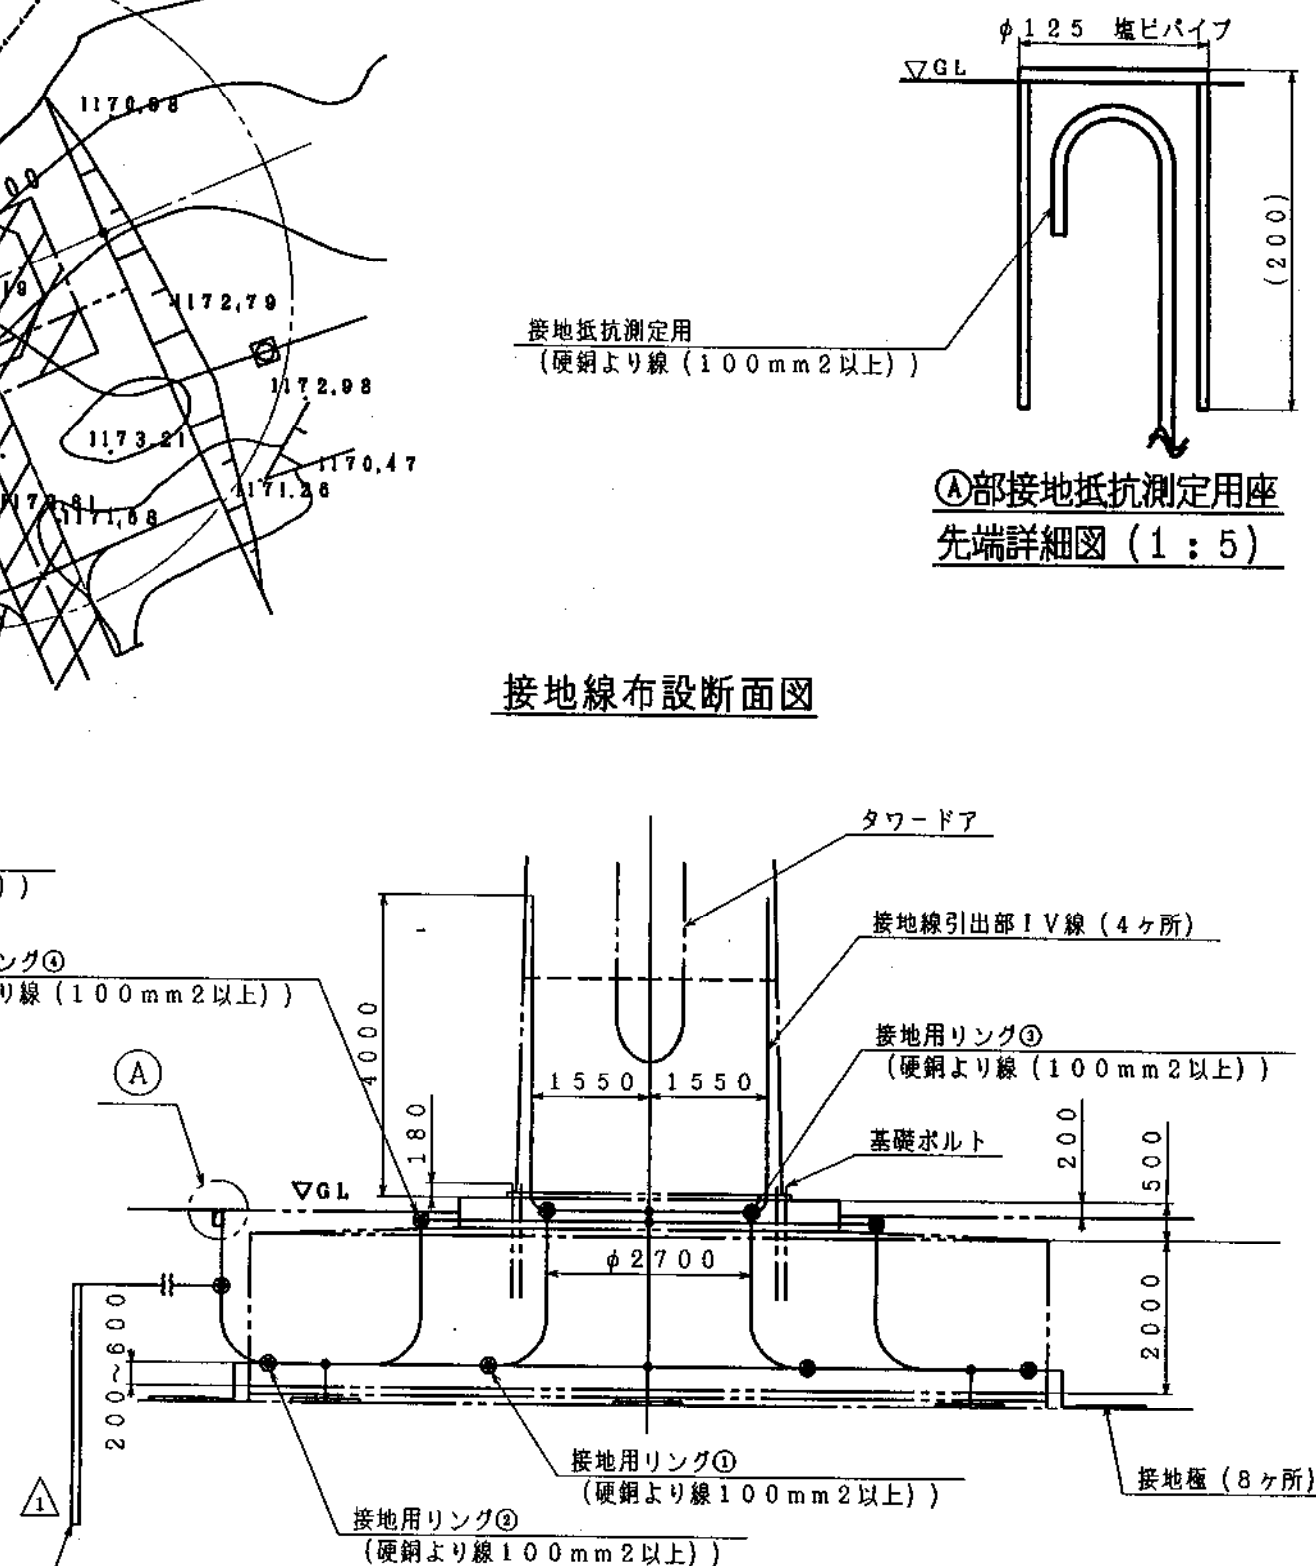 φ125 塩ビパイプ
▽GL
(200)
接地抵抗測定用
(硬銅より線(100mm2以上))
Ⓐ部接地抵抗測定用座
先端詳細図(1:5)
1170,98
00
19
1172,79
1172,98
1173,21
1170,47
1171,26
1171,68
接地線布設断面図
タワードア
))
接地線引出部IV線(4ヶ所)
ング④
り線(100mm2以上))
4000
接地用リング③
(硬銅より線(100mm2以上))
A
1550
1550
180
基礎ボルト
200
500
▽GL
φ2700
2000
200~600
接地用リング①
(硬銅より線100mm2以上))
接地極(8ヶ所)
1
接地用リング②
(硬銅より線100mm2以上))